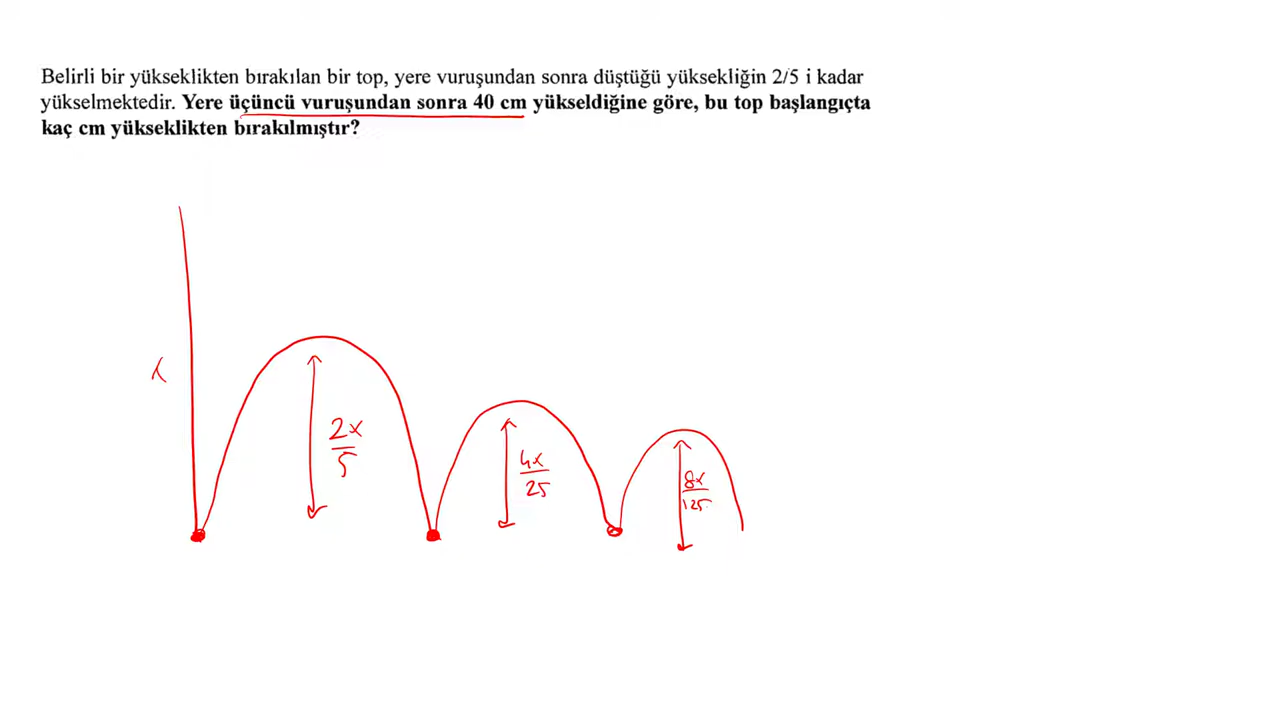 Belirli bir yükseklikten bırakılan bir top, yere vuruşundan sonra düştüğü yüksekliğin 2/5 i kadar
yükselmektedir. Yere üçüncü vuruşundan sonra 40 cm yükseldiğine göre, bu top başlangıçta
kaç cm yükseklikten bırakılmıştır?
2x
5
4x
25
8x
125